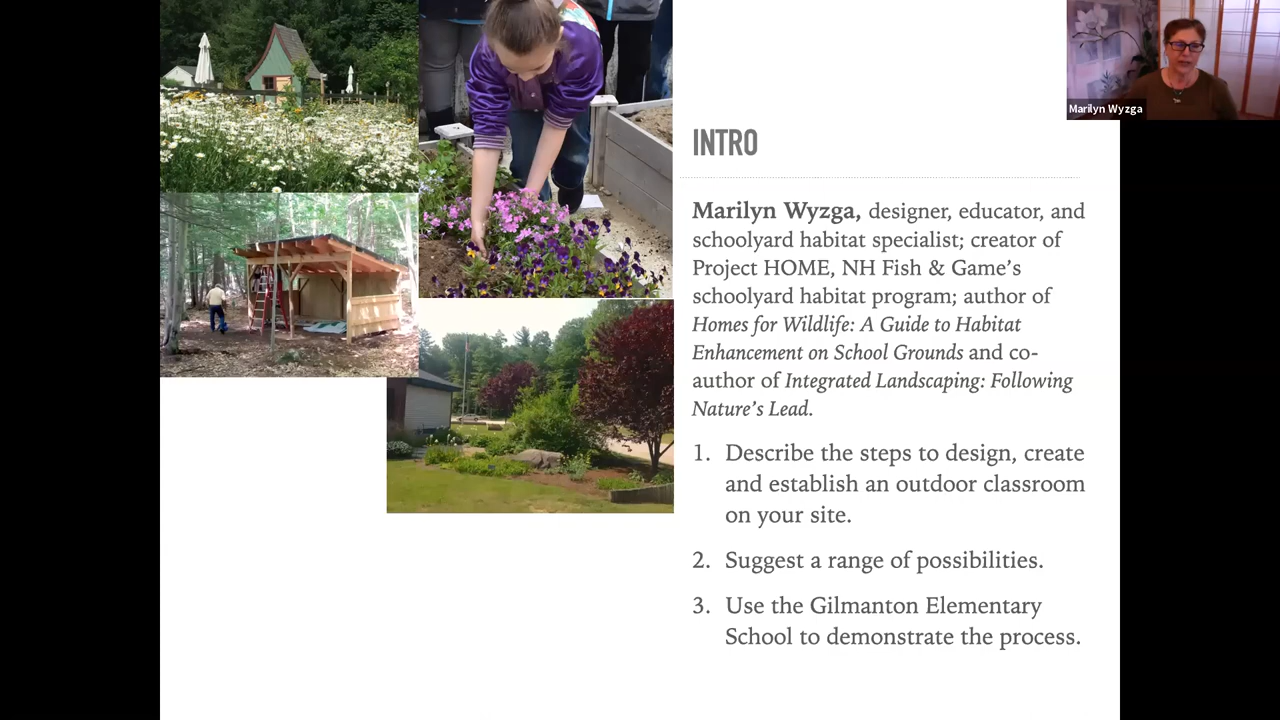 Marilyn Wyzga
INTRO
Marilyn Wyzga, designer, educator, and
schoolyard habitat specialist; creator of
Project HOME, NH Fish & Game's
schoolyard habitat program; author of
Homes for Wildlife: A Guide to Habitat
Enhancement on School Grounds and co-
author of Integrated Landscaping: Following
Nature's Lead.
1. Describe the steps to design, create
and establish an outdoor classroom
on your site.
2. Suggest a range of possibilities.
3. Use the Gilmanton Elementary
School to demonstrate the process.